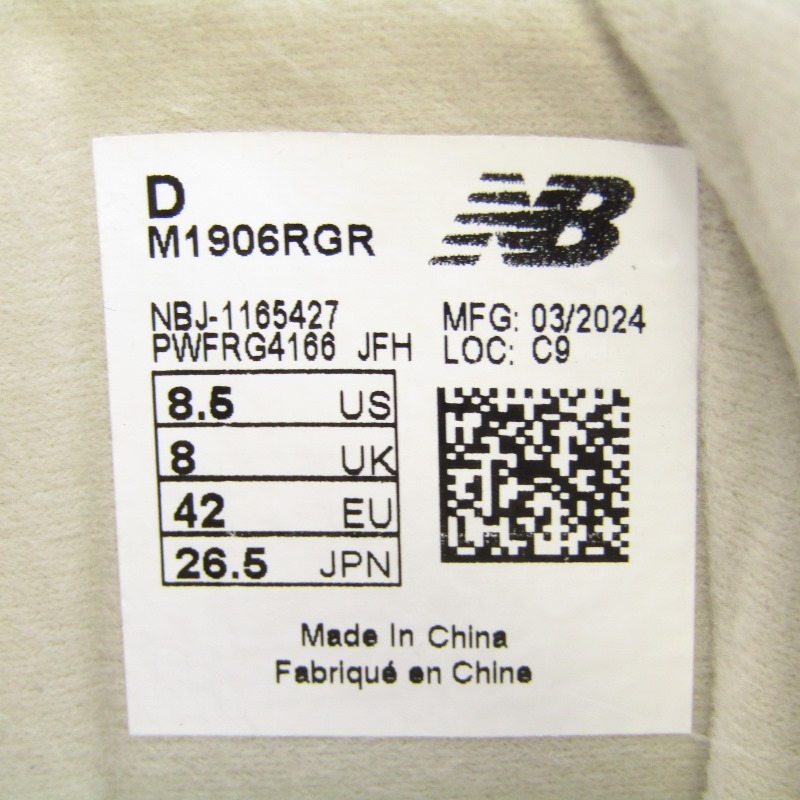 D
M1906RGR
NB
NBJ-1165427
PWFRG4166 JFH
MFG: 03/2024
LOC: C9
8.5 US
8 UK
42 EU
26.5 JPN
Made In China
Fabriqué en Chine